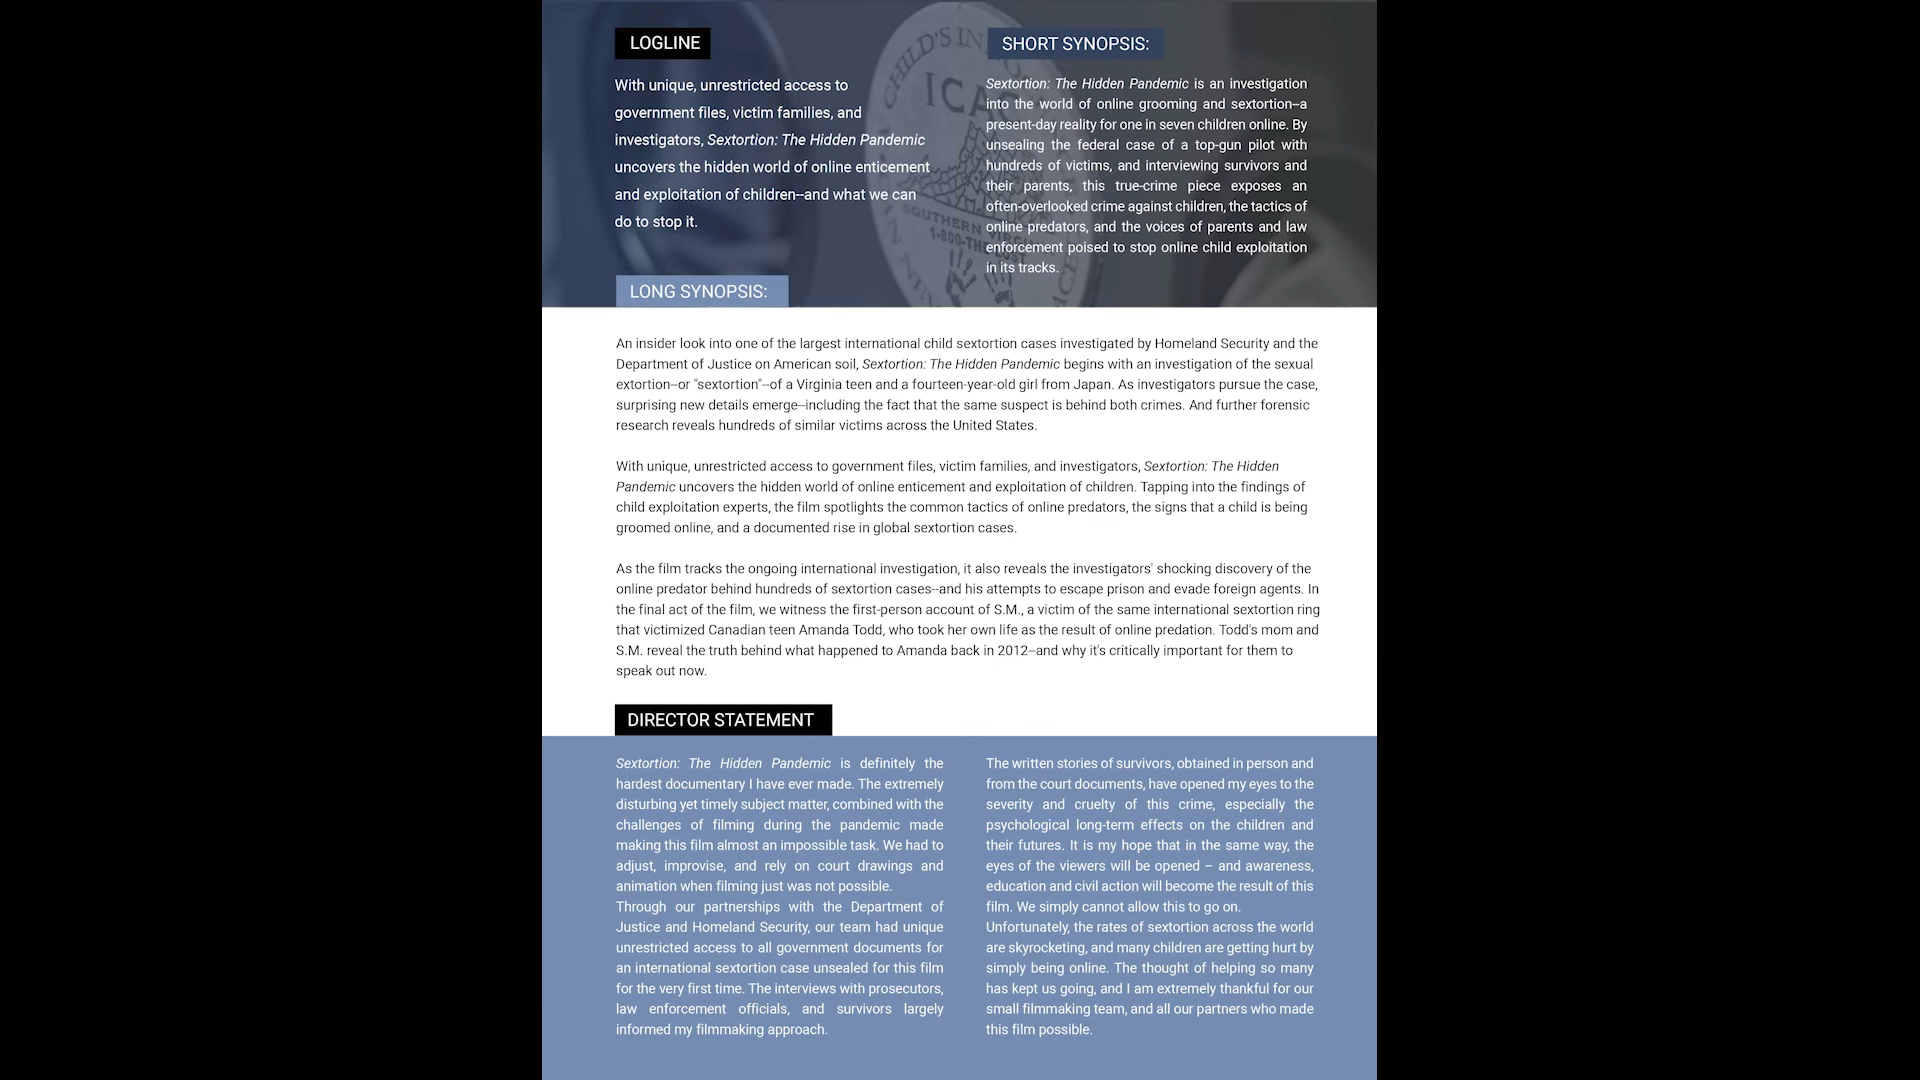 LOGLINE
With unique, unrestricted access to
government files, victim families, and
investigators, Sextortion: The Hidden Pandemic
uncovers the hidden world of online enticement
and exploitation of children--and what we can
do to stop it.
SHORT SYNOPSIS:
Sextortion: The Hidden Pandemic is an investigation
into the world of online grooming and sextortion--a
present-day reality for one in seven children online. By
unsealing the federal case of a top-gun pilot with
hundreds of victims, and interviewing survivors and
their parents, this true-crime piece exposes an
often-overlooked crime against children, the tactics of
online predators, and the voices of parents and law
enforcement poised to stop online child exploitation
in its tracks.
CHILD'S IN
ICAC
SOUTHERN VIRG
1-800-THE
LONG SYNOPSIS:
An insider look into one of the largest international child sextortion cases investigated by Homeland Security and the
Department of Justice on American soil, Sextortion: The Hidden Pandemic begins with an investigation of the sexual
extortion--or "sextortion"--of a Virginia teen and a fourteen-year-old girl from Japan. As investigators pursue the case,
surprising new details emerge--including the fact that the same suspect is behind both crimes. And further forensic
research reveals hundreds of similar victims across the United States.
With unique, unrestricted access to government files, victim families, and investigators, Sextortion: The Hidden
Pandemic uncovers the hidden world of online enticement and exploitation of children. Tapping into the findings of
child exploitation experts, the film spotlights the common tactics of online predators, the signs that a child is being
groomed online, and a documented rise in global sextortion cases.
As the film tracks the ongoing international investigation, it also reveals the investigators' shocking discovery of the
online predator behind hundreds of sextortion cases--and his attempts to escape prison and evade foreign agents. In
the final act of the film, we witness the first-person account of S.M., a victim of the same international sextortion ring
that victimized Canadian teen Amanda Todd, who took her own life as the result of online predation. Todd's mom and
S.M. reveal the truth behind what happened to Amanda back in 2012--and why it's critically important for them to
speak out now.
DIRECTOR STATEMENT
Sextortion: The Hidden Pandemic is definitely the
hardest documentary I have ever made. The extremely
disturbing yet timely subject matter, combined with the
challenges of filming during the pandemic made
making this film almost an impossible task. We had to
adjust, improvise, and rely on court drawings and
animation when filming just was not possible.
Through our partnerships with the Department of
Justice and Homeland Security, our team had unique
unrestricted access to all government documents for
an international sextortion case unsealed for this film
for the very first time. The interviews with prosecutors,
law enforcement officials, and survivors largely
informed my filmmaking approach.
The written stories of survivors, obtained in person and
from the court documents, have opened my eyes to the
severity and cruelty of this crime, especially the
psychological long-term effects on the children and
their futures. It is my hope that in the same way, the
eyes of the viewers will be opened – and awareness,
education and civil action will become the result of this
film. We simply cannot allow this to go on.
Unfortunately, the rates of sextortion across the world
are skyrocketing, and many children are getting hurt by
simply being online. The thought of helping so many
has kept us going, and I am extremely thankful for our
small filmmaking team, and all our partners who made
this film possible.